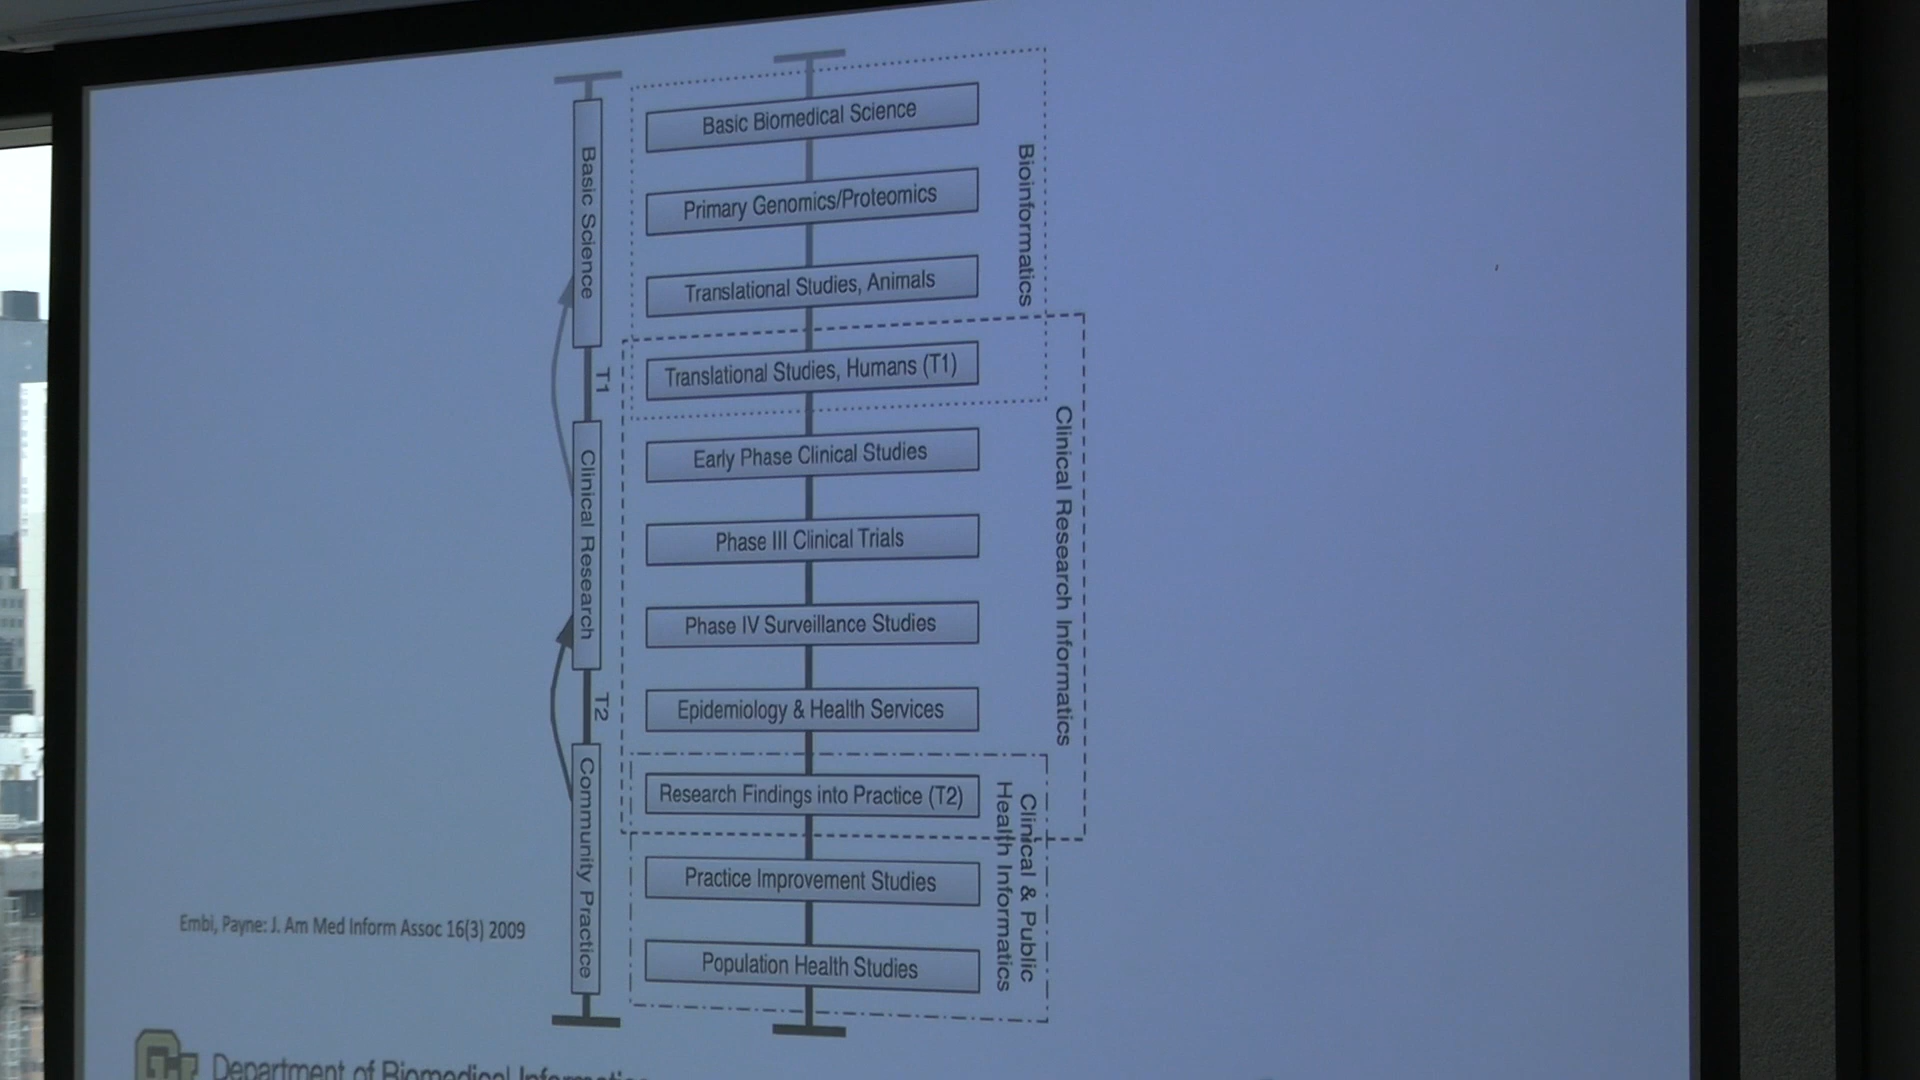 Basic Science
T1
Clinical Research
T2
Community Practice
Basic Biomedical Science
Primary Genomics/Proteomics
Translational Studies, Animals
Translational Studies, Humans (T1)
Early Phase Clinical Studies
Phase III Clinical Trials
Phase IV Surveillance Studies
Epidemiology & Health Services
Research Findings into Practice (T2)
Practice Improvement Studies
Population Health Studies
Bioinformatics
Clinical Research Informatics
Clinical & Public
Health Informatics
Embi, Payne: J. Am Med Inform Assoc 16(3) 2009
Department of Biomedical